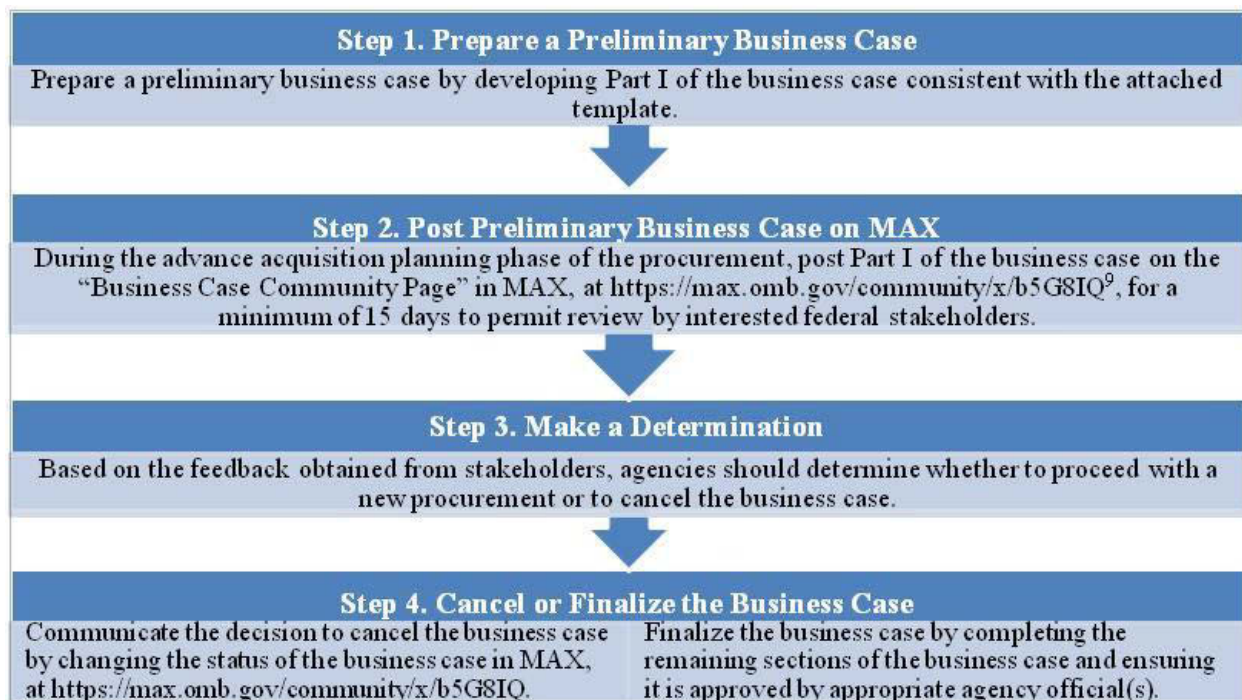 Step 1. Prepare a Preliminary Business Case
Prepare a preliminary business case by developing Part I of the business case consistent with the attached
template.
Step 2. Post Preliminary Business Case on MAX
During the advance acquisition planning phase of the procurement, post Part I of the business case on the
“Business Case Community Page” in MAX, at https://max.omb.gov/community/x/b5G8IQ⁹, for a
minimum of 15 days to permit review by interested federal stakeholders.
Step 3. Make a Determination
Based on the feedback obtained from stakeholders, agencies should determine whether to proceed with a
new procurement or to cancel the business case.
Step 4. Cancel or Finalize the Business Case
Communicate the decision to cancel the business case
by changing the status of the business case in MAX,
at https://max.omb.gov/community/x/b5G8IQ.
Finalize the business case by completing the
remaining sections of the business case and ensuring
it is approved by appropriate agency official(s).